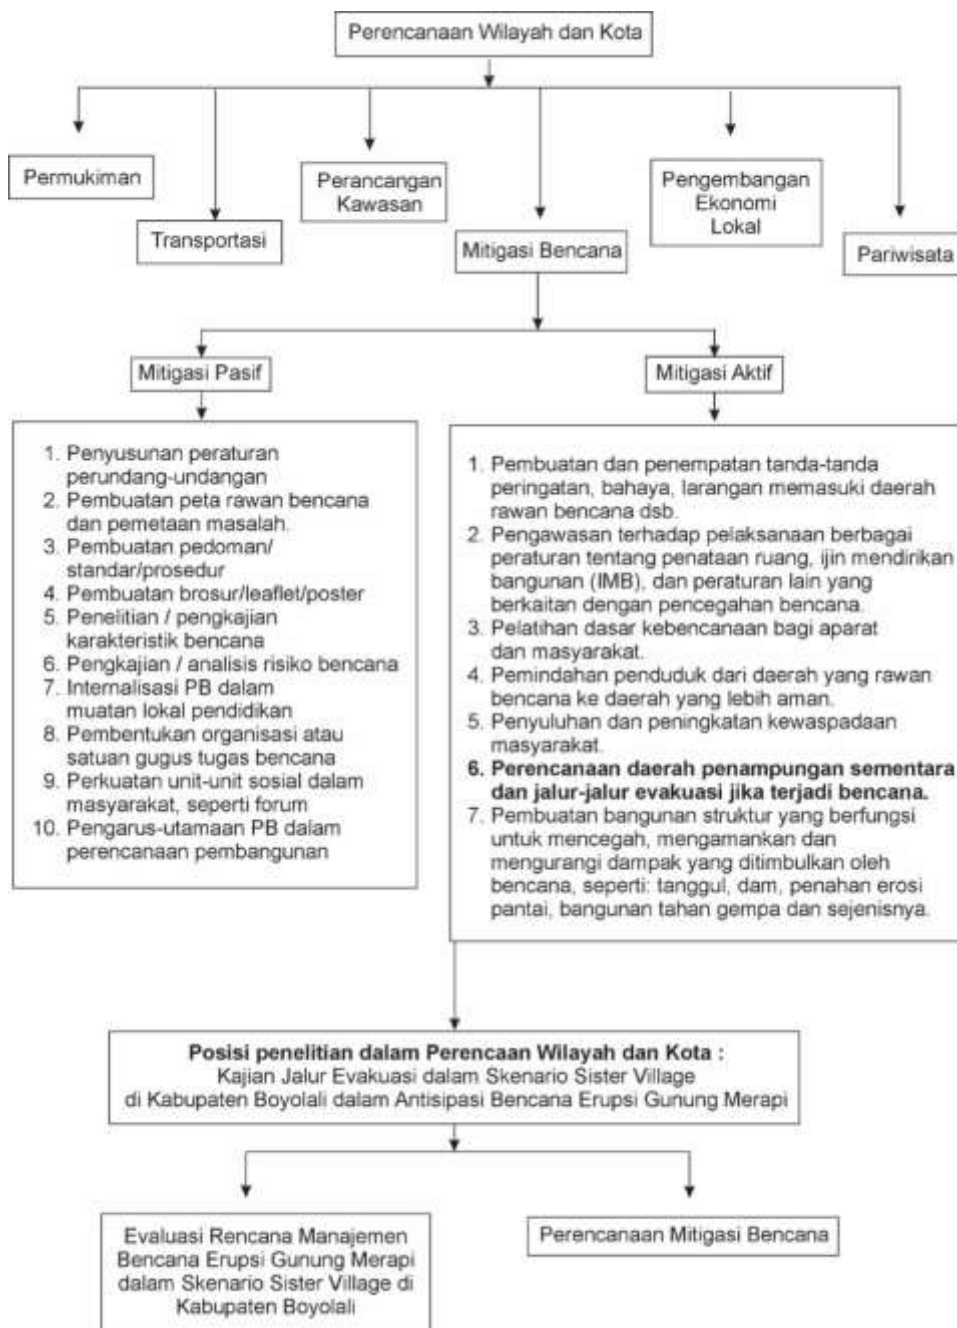 Perencanaan Wilayah dan Kota
Permukiman
Transportasi
Perancangan
Kawasan
Mitigasi Bencana
Pengembangan
Ekonomi
Lokal
Pariwisata
Mitigasi Pasif
Mitigasi Aktif
1. Penyusunan peraturan
perundang-undangan
2. Pembuatan peta rawan bencana
dan pemetaan masalah.
3. Pembuatan pedoman/
standar/prosedur
4. Pembuatan brosur/leaflet/poster
5. Penelitian / pengkajian
karakteristik bencana
6. Pengkajian / analisis risiko bencana
7. Internalisasi PB dalam
muatan lokal pendidikan
8. Pembentukan organisasi atau
satuan gugus tugas bencana
9. Perkuatan unit-unit sosial dalam
masyarakat, seperti forum
10. Pengarus-utamaan PB dalam
perencanaan pembangunan
1. Pembuatan dan penempatan tanda-tanda
peringatan, bahaya, larangan memasuki daerah
rawan bencana dsb.
2. Pengawasan terhadap pelaksanaan berbagai
peraturan tentang penataan ruang, ijin mendirikan
bangunan (IMB), dan peraturan lain yang
berkaitan dengan pencegahan bencana.
3. Pelatihan dasar kebencanaan bagi aparat
dan masyarakat.
4. Pemindahan penduduk dari daerah yang rawan
bencana ke daerah yang lebih aman.
5. Penyuluhan dan peningkatan kewaspadaan
masyarakat.
6. Perencanaan daerah penampungan sementara
dan jalur-jalur evakuasi jika terjadi bencana.
7. Pembuatan bangunan struktur yang berfungsi
untuk mencegah, mengamankan dan
mengurangi dampak yang ditimbulkan oleh
bencana, seperti: tanggul, dam, penahan erosi
pantai, bangunan tahan gempa dan sejenisnya.
Posisi penelitian dalam Perencaan Wilayah dan Kota :
Kajian Jalur Evakuasi dalam Skenario Sister Village
di Kabupaten Boyolali dalam Antisipasi Bencana Erupsi Gunung Merapi
Evaluasi Rencana Manajemen
Bencana Erupsi Gunung Merapi
dalam Skenario Sister Village di
Kabupaten Boyolali
Perencanaan Mitigasi Bencana